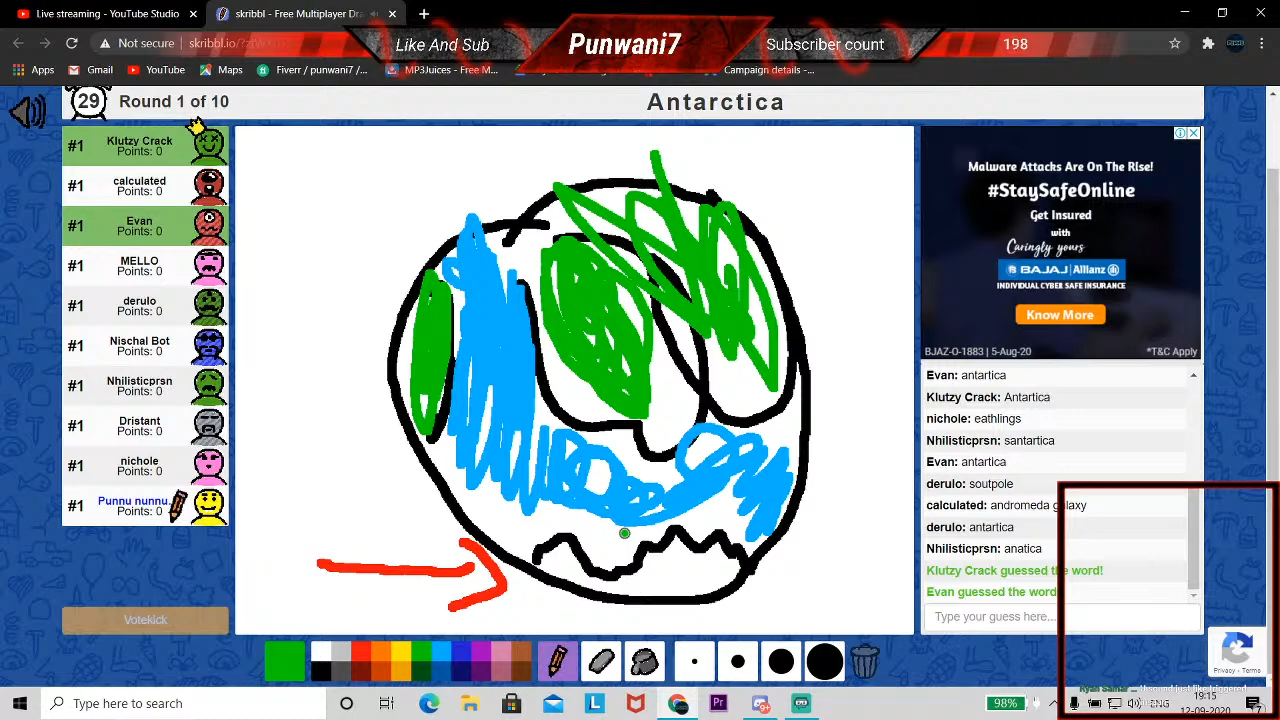 Live streaming - YouTube Studio
skribbl - Free Multiplayer Dra
Like And Sub
Punwani7
Subscriber count
198
Not secure
skribbl.io/?
Apps
Gmail
YouTube
Maps
Fiverr / punwani7 /...
MP3Juices - Free M...
Campaign details -...
29
Round 1 of 10
Antarctica
#1
Klutzy Crack
Points: 0
#1
calculated
Points: 0
#1
Evan
Points: 0
#1
MELLO
Points: 0
#1
derulo
Points: 0
#1
Nischal Bot
Points: 0
#1
Nhilisticprsn
Points: 0
#1
Dristant
Points: 0
#1
nichole
Points: 0
#1
Punnu nunnu
Points: 0
Votekick
Malware Attacks Are On The Rise!
#StaySafeOnline
Get Insured
with
Caringly yours
BAJAJ Allianz
INDIVIDUAL CYBER SAFE INSURANCE
Know More
BJAZ-O-1883 | 5-Aug-20
*T&C Apply
Evan: antartica
Klutzy Crack: Antartica
nichole: eathlings
Nhilisticprsn: santartica
Evan: antartica
derulo: soutpole
calculated: andromeda galaxy
derulo: antartica
Nhilisticprsn: anatica
Klutzy Crack guessed the word!
Evan guessed the word
Type your guess here...
Privacy - Terms
Type here to search
L
Pr
98%
ENG
19:15
12-09-2020